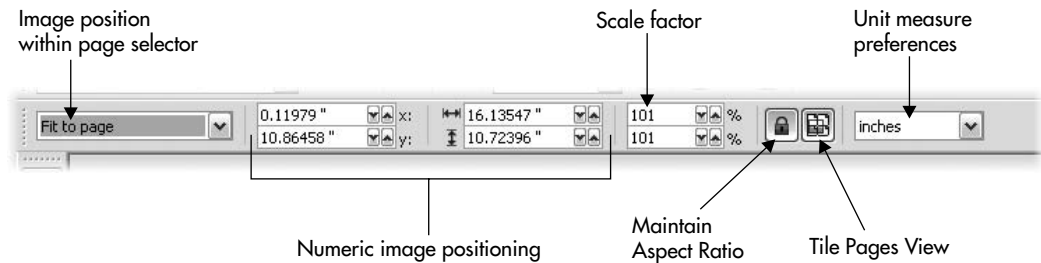 Image position
within page selector
Scale factor
Unit measure
preferences
Fit to page
0.11979 " x:
10.86458 " y:
16.13547 "
10.72396 "
101 %
101 %
inches
Numeric image positioning
Maintain
Aspect Ratio
Tile Pages View